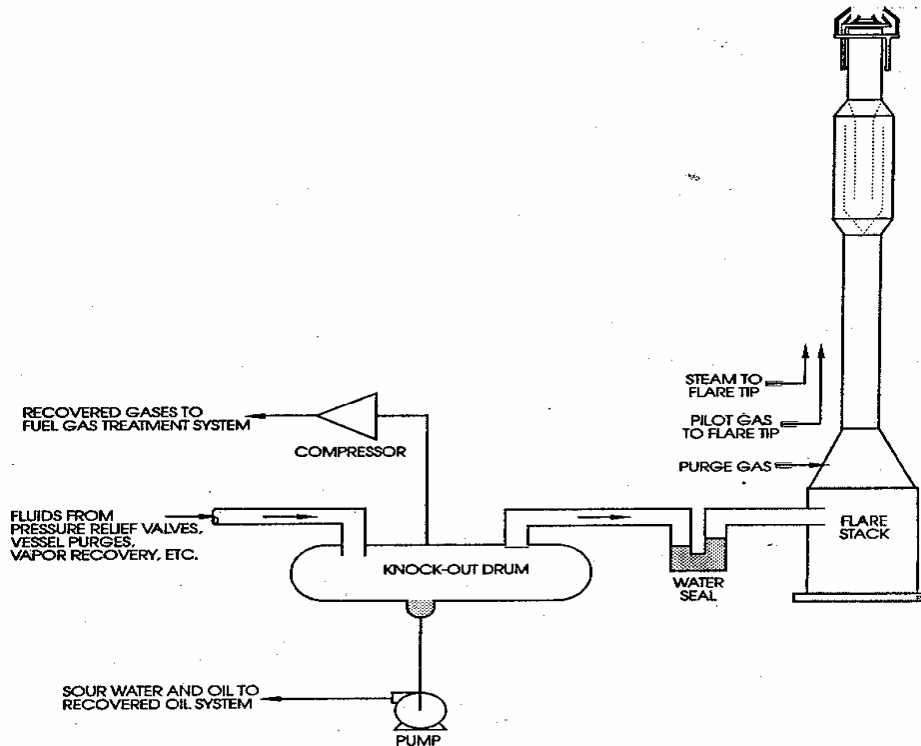 STEAM TO
FLARE TIP
RECOVERED GASES TO
FUEL GAS TREATMENT SYSTEM
COMPRESSOR
PILOT GAS
TO FLARE TIP
PURGE GAS
FLUIDS FROM
PRESSURE RELIEF VALVES,
VESSEL PURGES,
VAPOR RECOVERY, ETC.
KNOCK-OUT DRUM
WATER
SEAL
FLARE
STACK
SOUR WATER AND OIL TO
RECOVERED OIL SYSTEM
PUMP